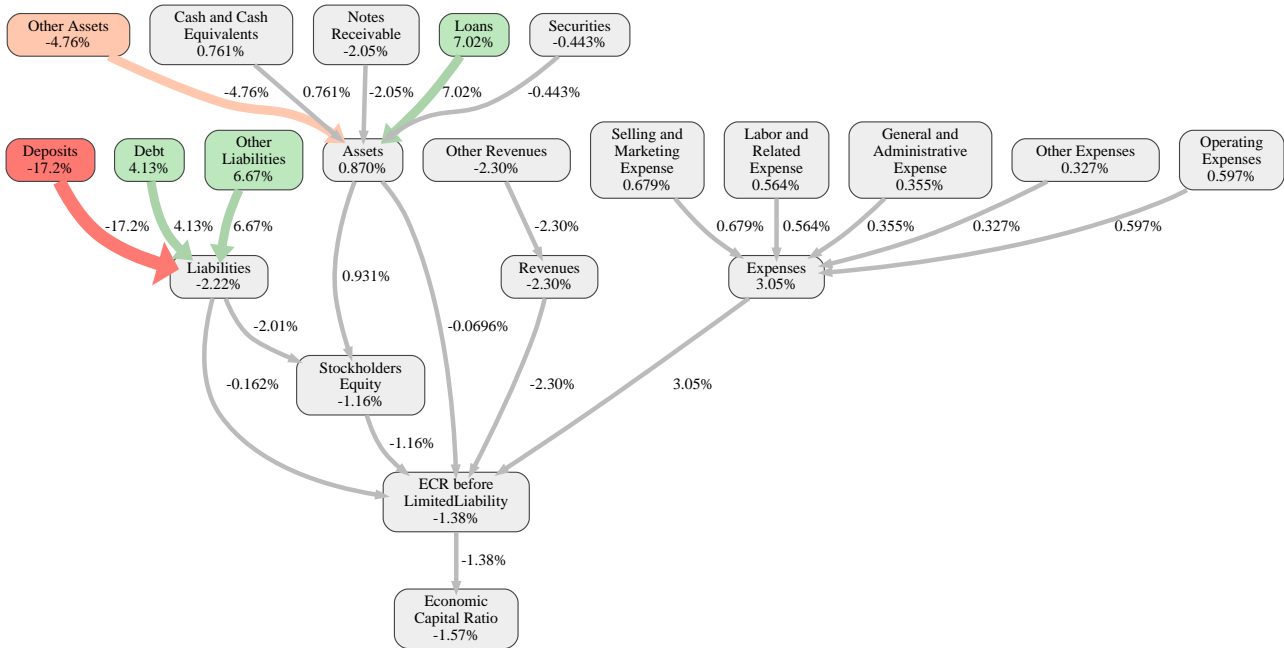 Other Assets
-4.76%
Cash and Cash
Equivalents
0.761%
Notes
Receivable
-2.05%
Loans
7.02%
Securities
-0.443%
-4.76%
0.761%
-2.05%
7.02%
-0.443%
Deposits
-17.2%
Debt
4.13%
Other
Liabilities
6.67%
Assets
0.870%
Other Revenues
-2.30%
Selling and
Marketing
Expense
0.679%
Labor and
Related
Expense
0.564%
General and
Administrative
Expense
0.355%
Other Expenses
0.327%
Operating
Expenses
0.597%
-17.2%
4.13%
6.67%
-2.30%
0.679%
0.564%
0.355%
0.327%
0.597%
Liabilities
-2.22%
0.931%
Revenues
-2.30%
Expenses
3.05%
-2.01%
-0.0696%
-0.162%
Stockholders
Equity
-1.16%
-2.30%
3.05%
-1.16%
ECR before
LimitedLiability
-1.38%
-1.38%
Economic
Capital Ratio
-1.57%